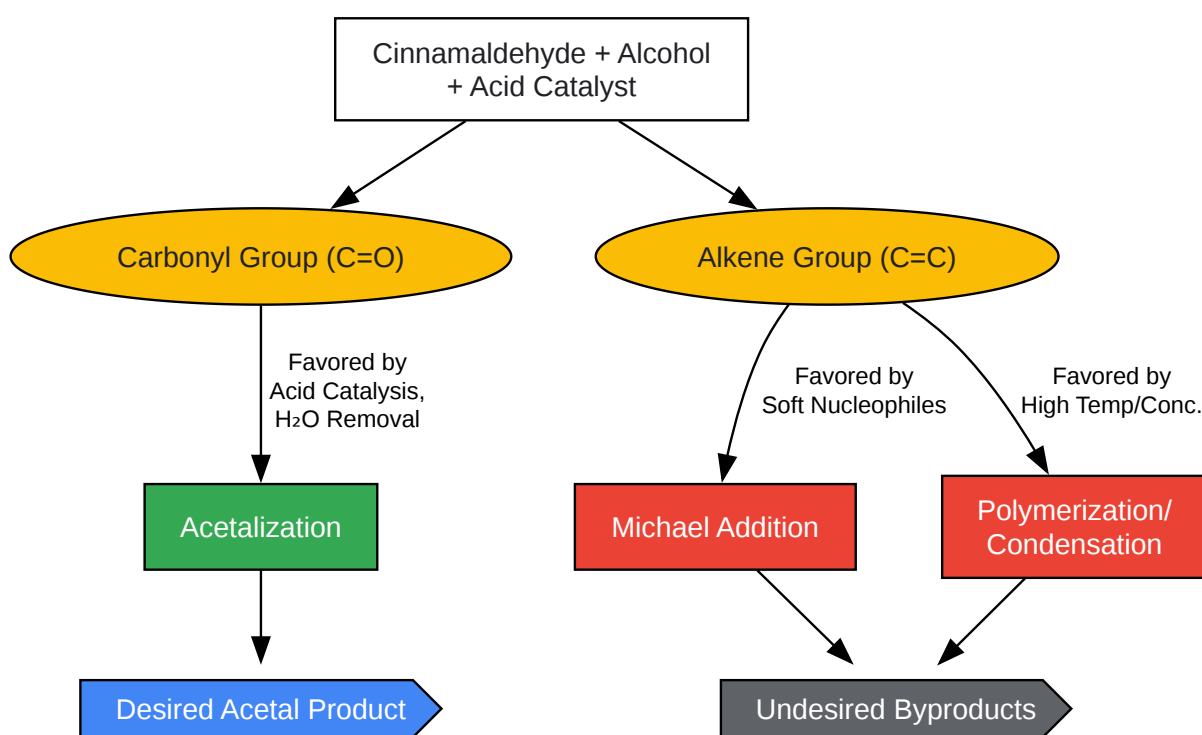 Cinnamaldehyde + Alcohol
+ Acid Catalyst
Carbonyl Group (C=O)
Alkene Group (C=C)
Favored by
Acid Catalysis,
H₂O Removal
Favored by
Soft Nucleophiles
Favored by
High Temp/Conc.
Acetalization
Michael Addition
Polymerization/
Condensation
Desired Acetal Product
Undesired Byproducts